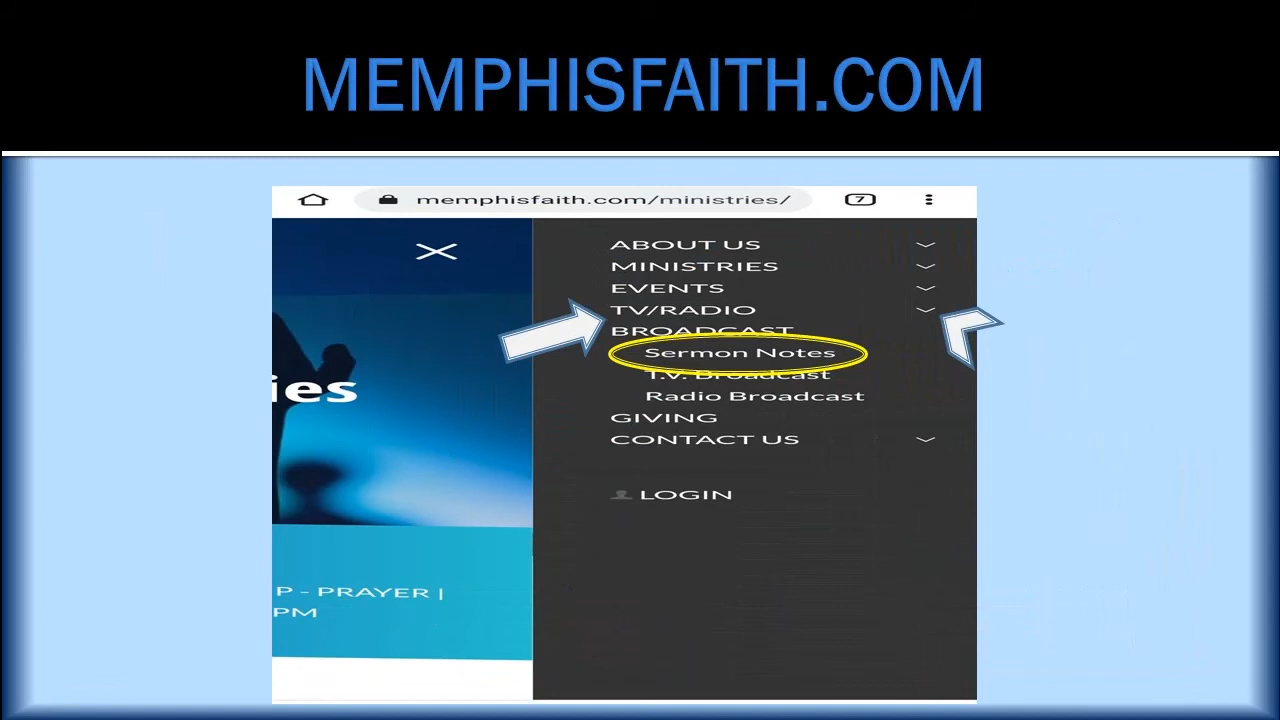 MEMPHISFAITH.COM
memphisfaith.com/ministries/
7
ABOUT US
MINISTRIES
EVENTS
TV/RADIO
BROADCAST
Sermon Notes
T.V. Broadcast
Radio Broadcast
GIVING
CONTACT US
LOGIN
ies
P - PRAYER |
PM